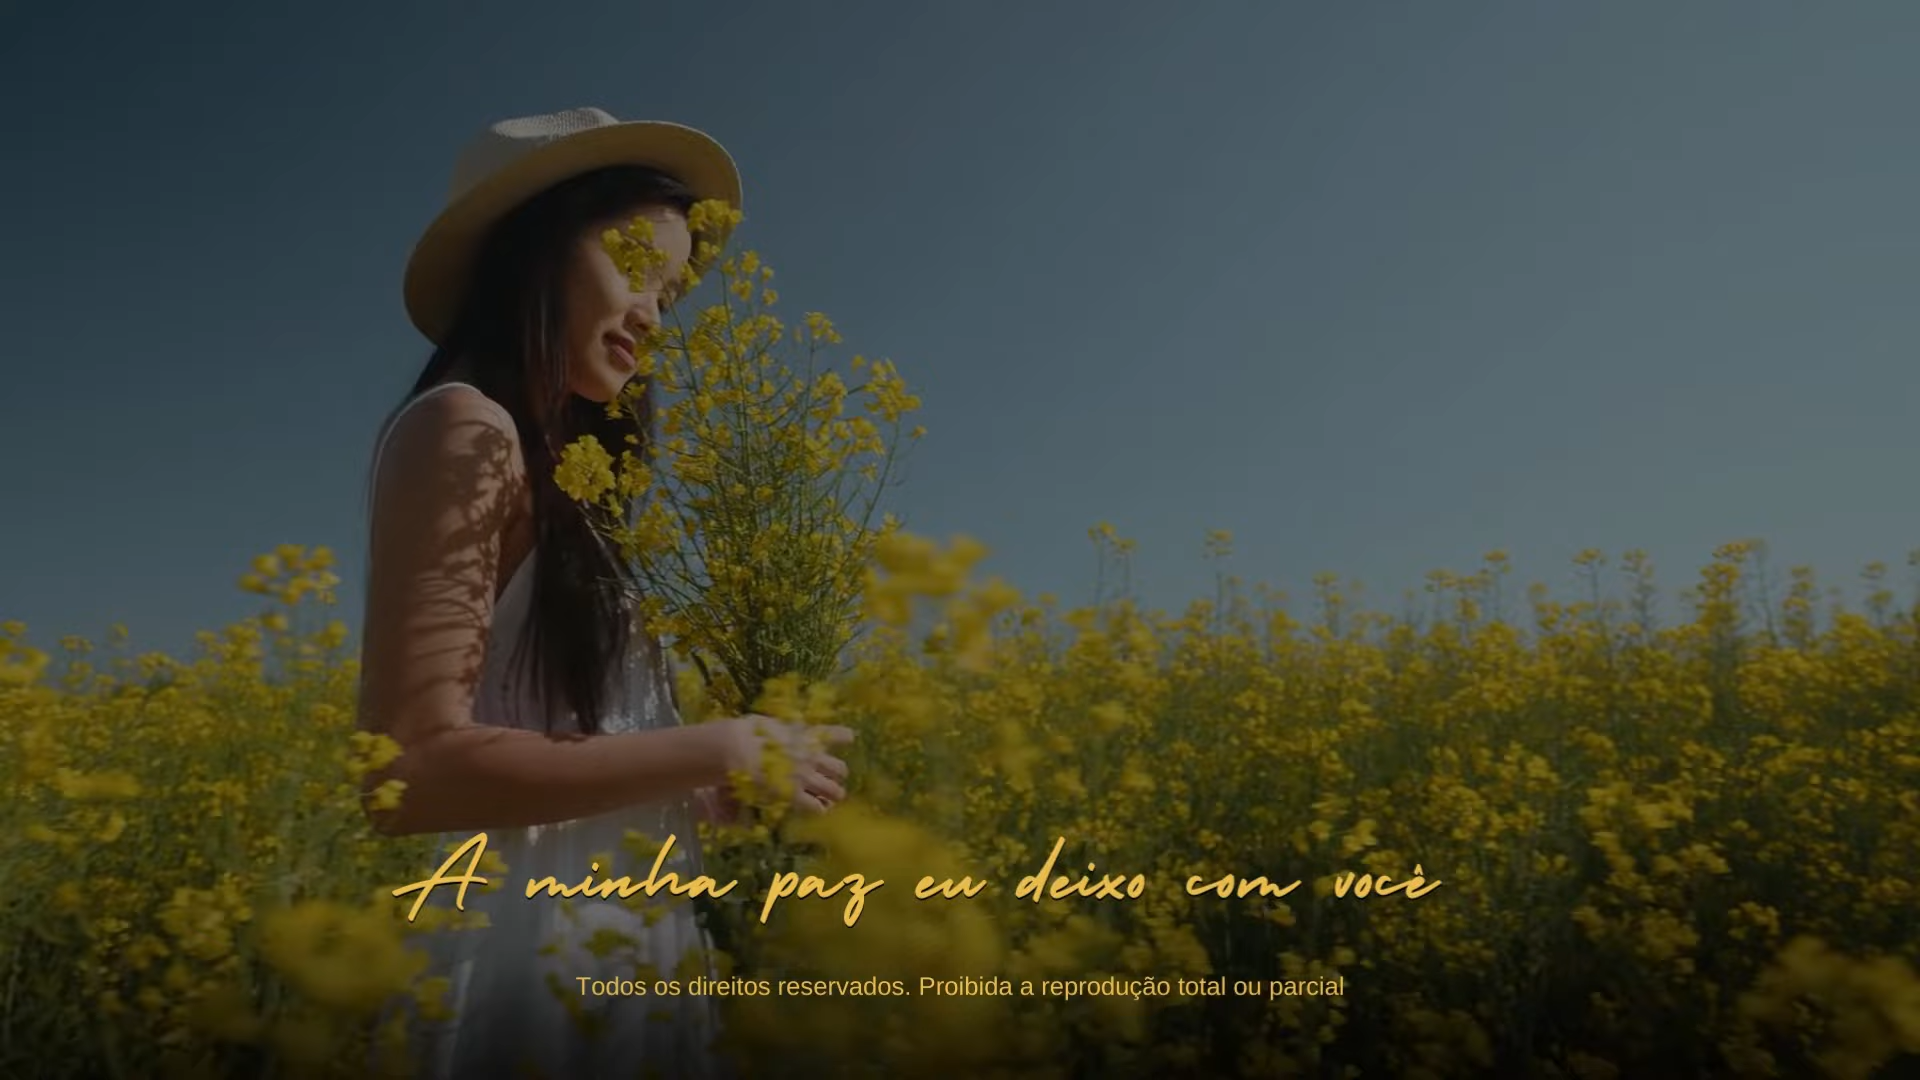 A minha paz eu deixo com você
Todos os direitos reservados. Proibida a reprodução total ou parcial